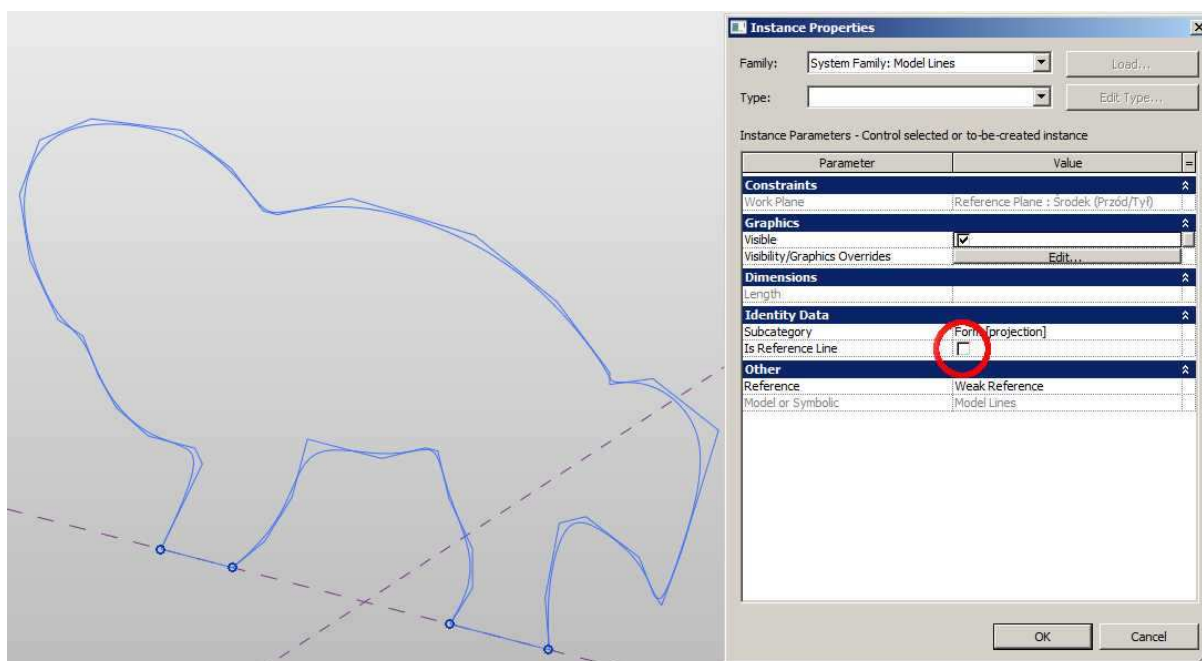 Instance Properties
Family: System Family: Model Lines Load...
Type: Edit Type...
Instance Parameters - Control selected or to-be-created instance
Parameter Value =
Constraints
Work Plane Reference Plane : Środek (Przód/Tył)
Graphics
Visible
Visibility/Graphics Overrides Edit...
Dimensions
Length
Identity Data
Subcategory Form [projection]
Is Reference Line
Other
Reference Weak Reference
Model or Symbolic Model Lines
OK Cancel